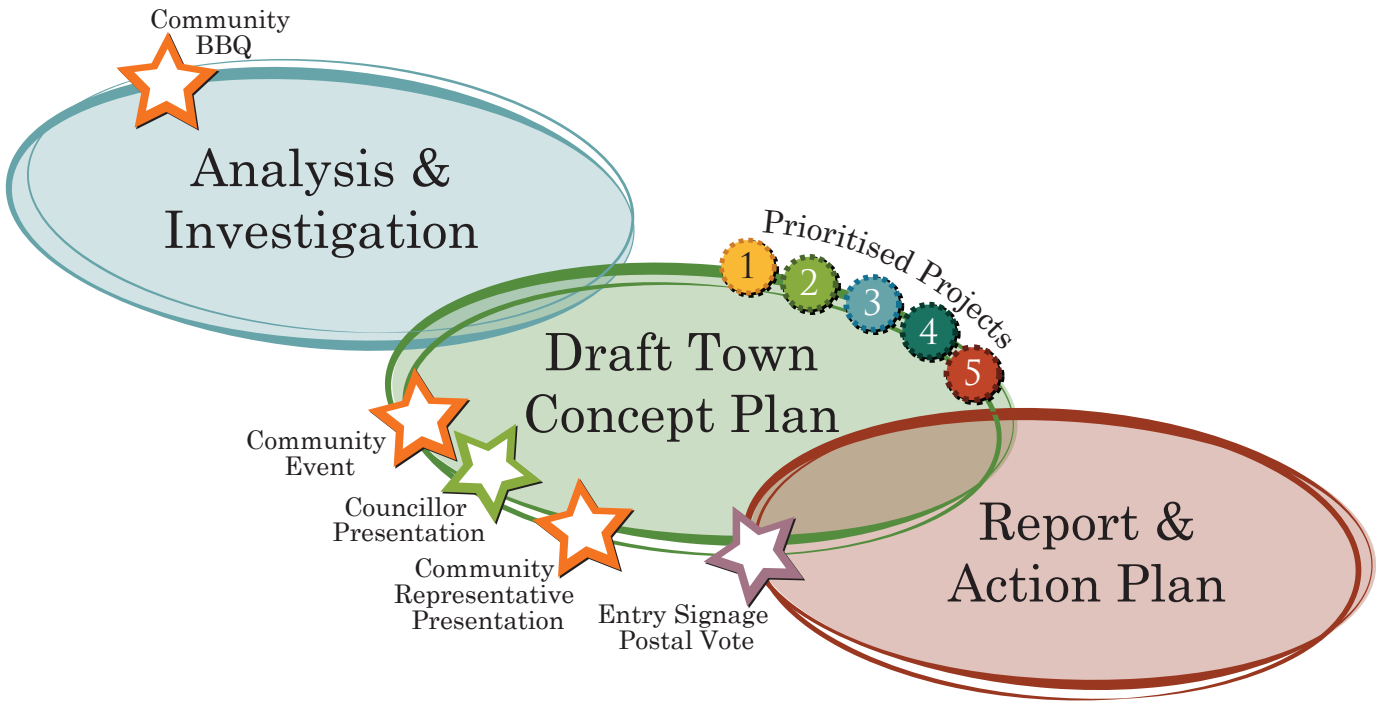 Community
BBQ
Analysis &
Investigation
Prioritised Projects
1
2
3
4
5
Draft Town
Concept Plan
Community
Event
Councillor
Presentation
Community
Representative
Presentation
Entry Signage
Postal Vote
Report &
Action Plan